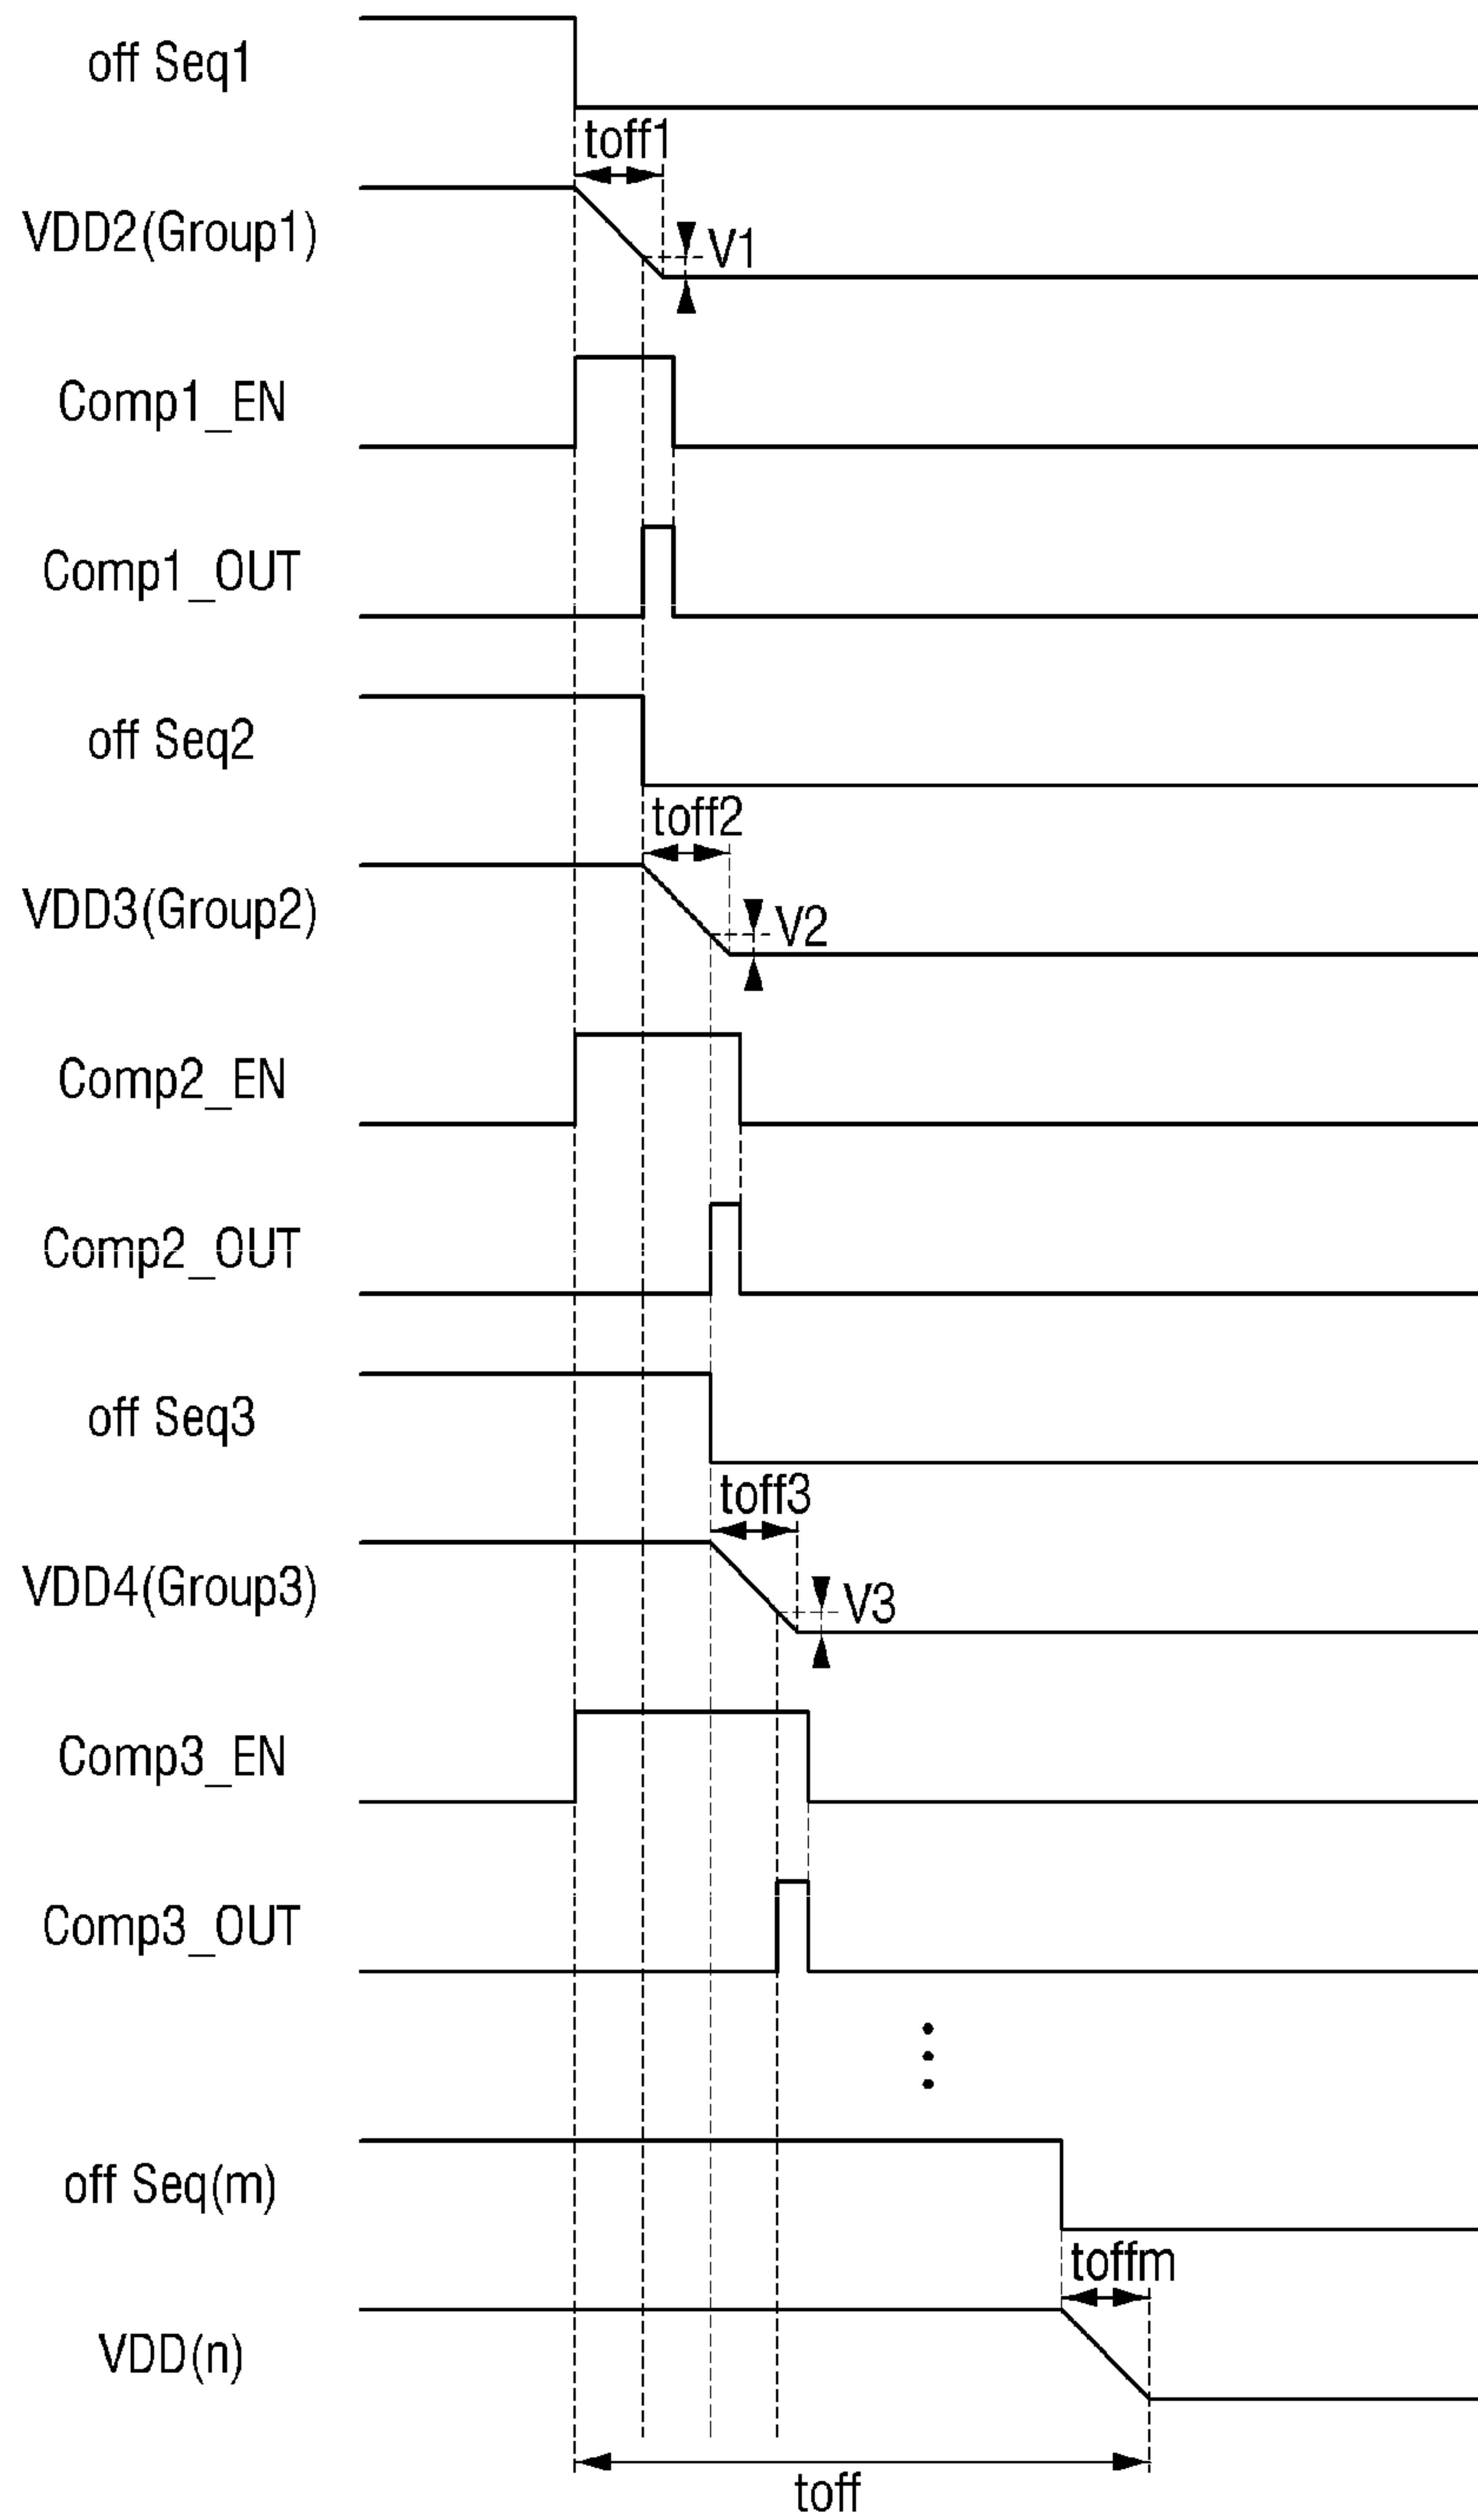 off Seq1
toff1
VDD2(Group1)
V1
Comp1_EN
Comp1_OUT
off Seq2
toff2
VDD3(Group2)
V2
Comp2_EN
Comp2_OUT
off Seq3
toff3
VDD4(Group3)
V3
Comp3_EN
Comp3_OUT
off Seq(m)
toffm
VDD(n)
toff